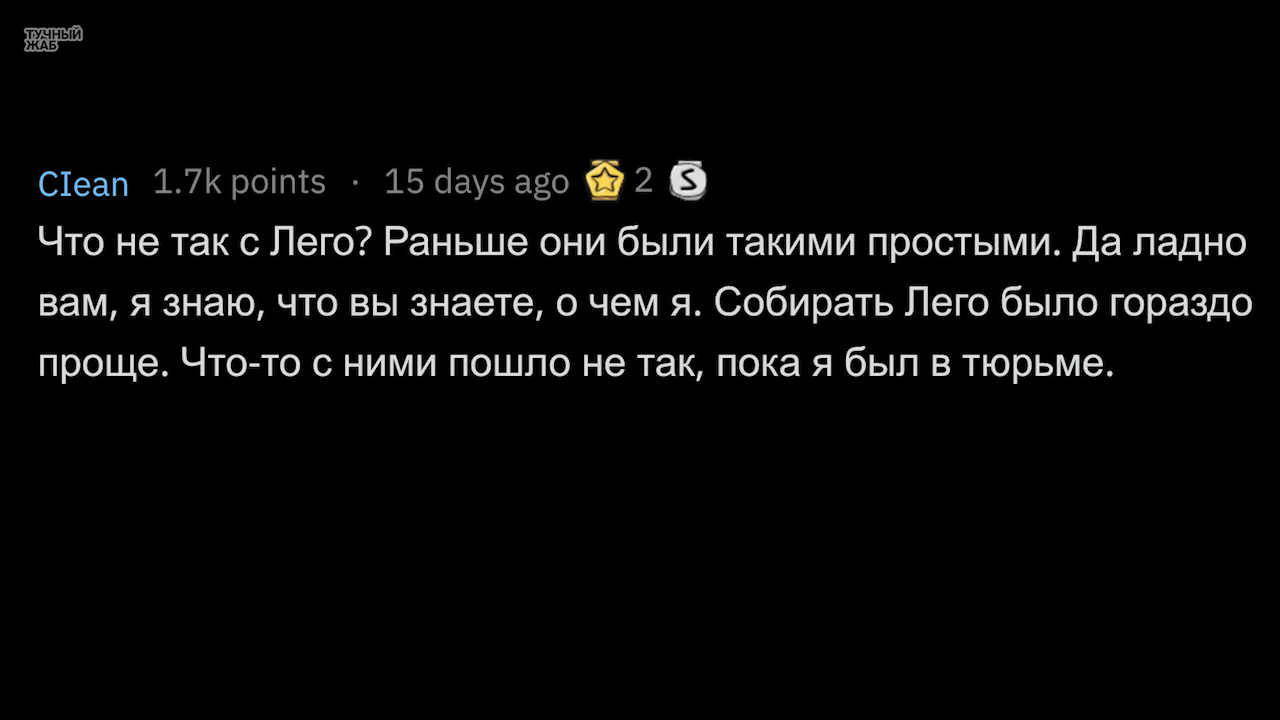 ТУЧНЫЙ
ЖАБ
CIean 1.7k points · 15 days ago 2 S
Что не так с Лего? Раньше они были такими простыми. Да ладно
вам, я знаю, что вы знаете, о чем я. Собирать Лего было гораздо
проще. Что-то с ними пошло не так, пока я был в тюрьме.